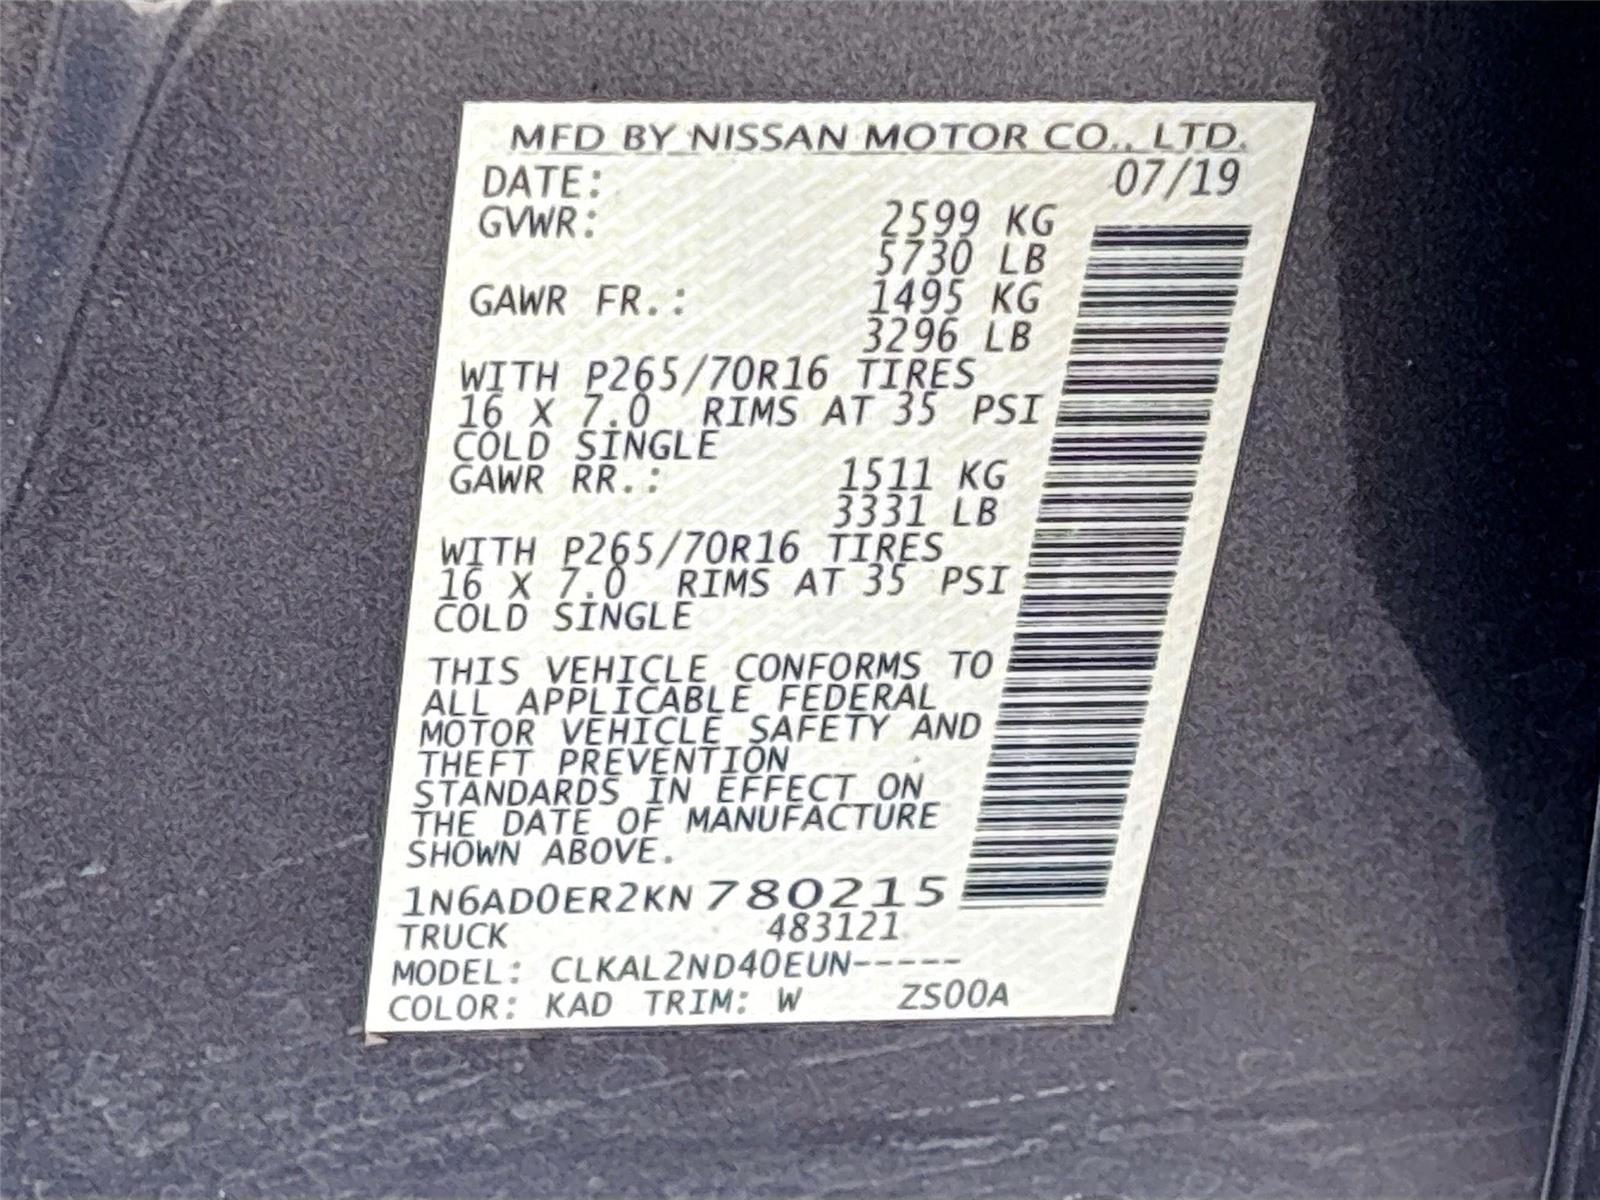 MFD BY NISSAN MOTOR CO., LTD.
DATE: 07/19
GVWR: 2599 KG
5730 LB
GAWR FR.: 1495 KG
3296 LB
WITH P265/70R16 TIRES
16 X 7.0 RIMS AT 35 PSI
COLD SINGLE
GAWR RR.: 1511 KG
3331 LB
WITH P265/70R16 TIRES
16 X 7.0 RIMS AT 35 PSI
COLD SINGLE
THIS VEHICLE CONFORMS TO
ALL APPLICABLE FEDERAL
MOTOR VEHICLE SAFETY AND
THEFT PREVENTION
STANDARDS IN EFFECT ON
THE DATE OF MANUFACTURE
SHOWN ABOVE.
1N6AD0ER2KN780215
TRUCK 483121
MODEL: CLKAL2ND40EUN-----
COLOR: KAD TRIM: W ZS00A